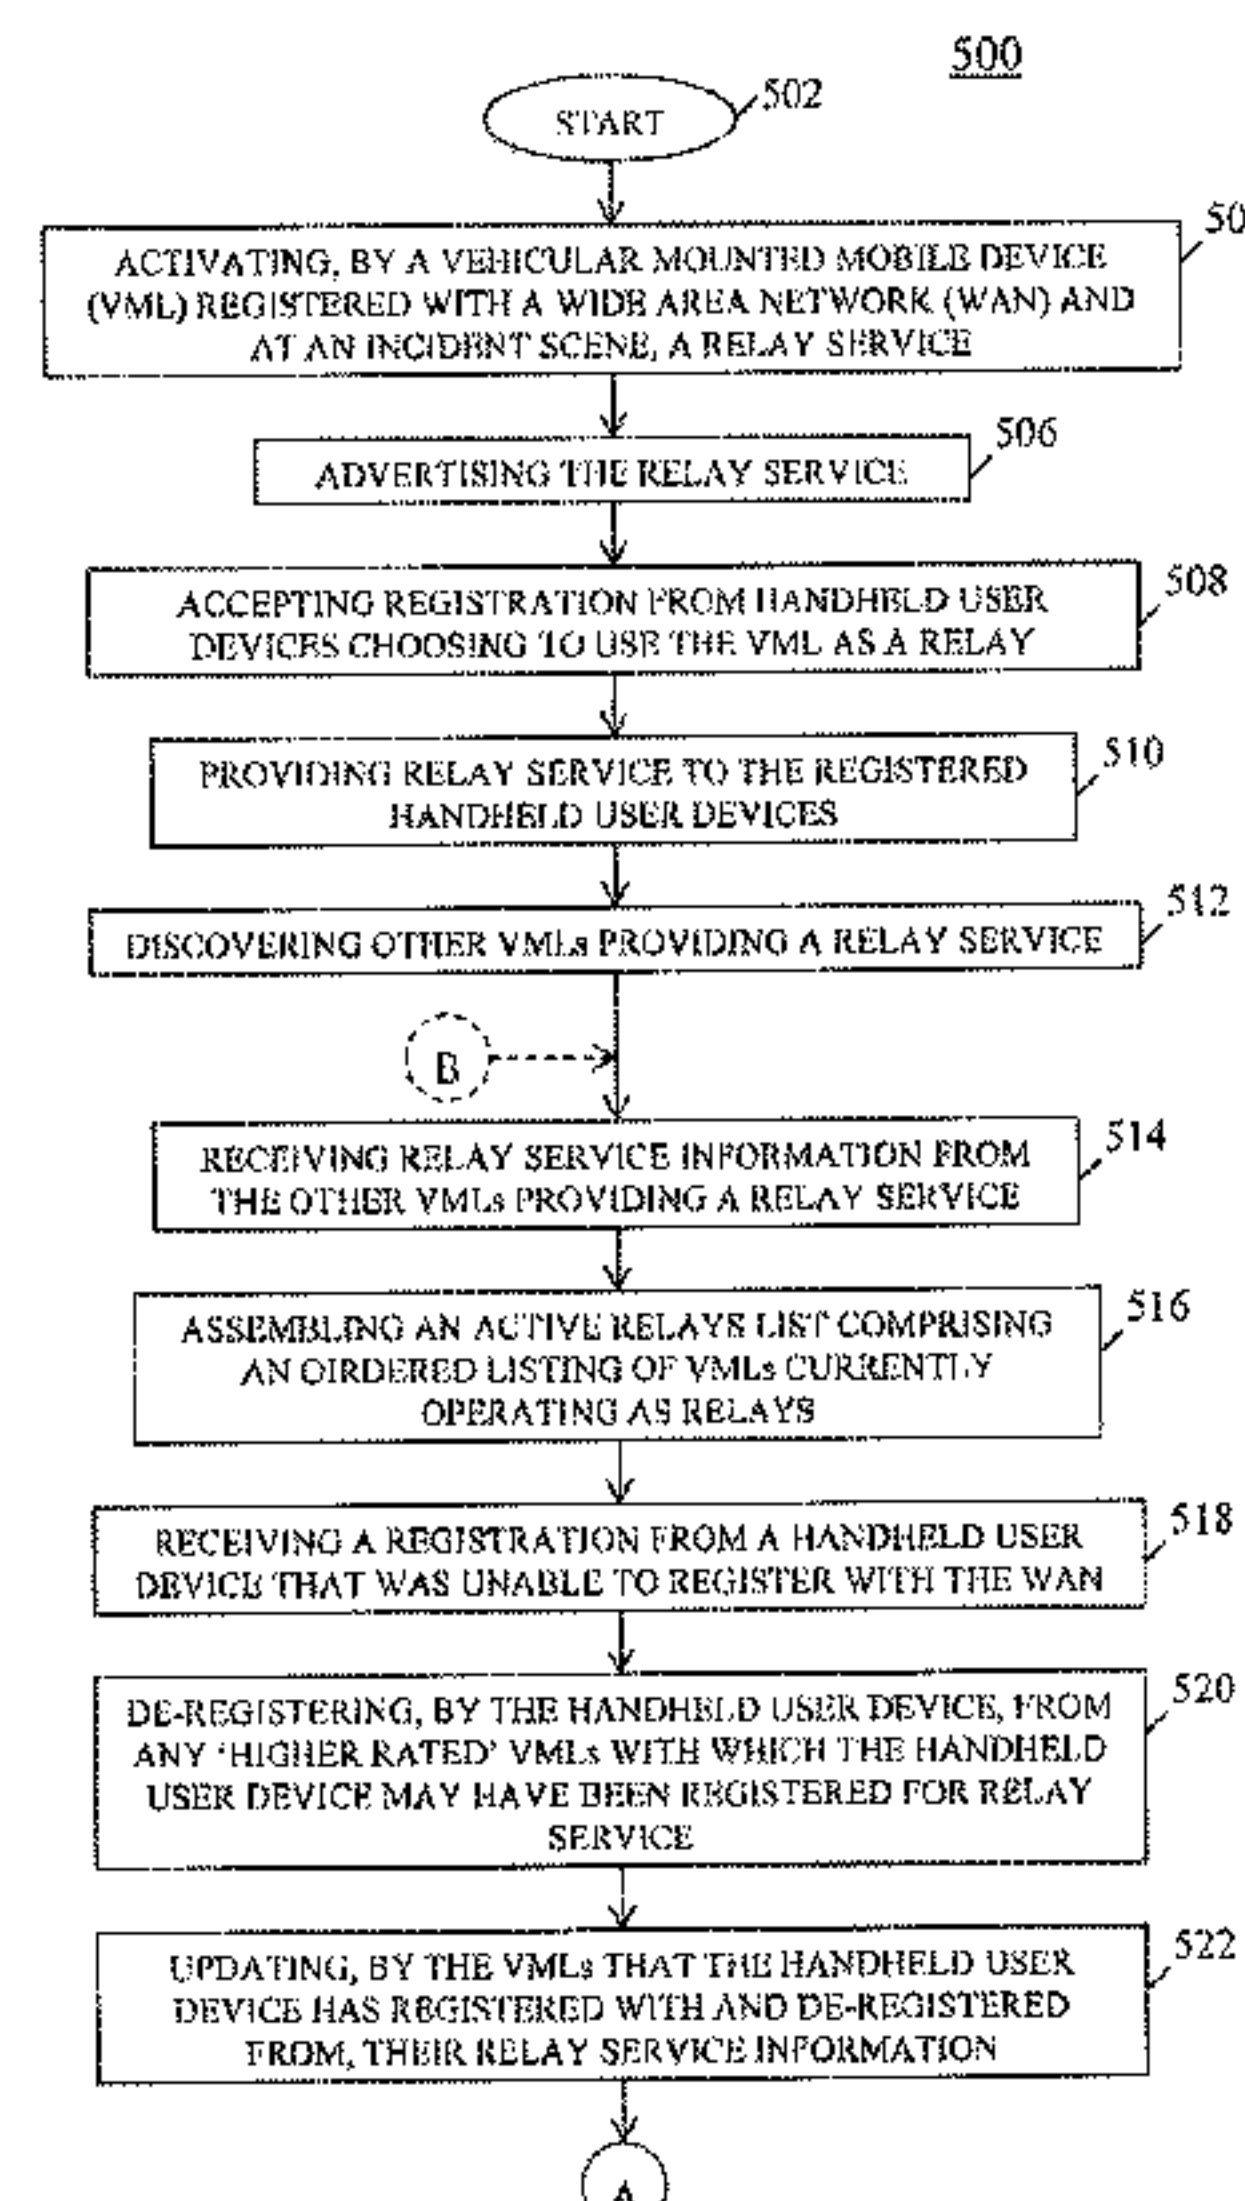 500
START
502
50
ACTIVATING, BY A VEHICULAR MOUNTED MOBILE DEVICE
(VML) REGISTERED WITH A WIDE AREA NETWORK (WAN) AND
AT AN INCIDENT SCENE, A RELAY SERVICE
506
ADVERTISING THE RELAY SERVICE
508
ACCEPTING REGISTRATION FROM HANDHELD USER
DEVICES CHOOSING TO USE THE VML AS A RELAY
510
PROVIDING RELAY SERVICE TO THE REGISTERED
HANDHELD USER DEVICES
512
DISCOVERING OTHER VMLs PROVIDING A RELAY SERVICE
B
514
RECEIVING RELAY SERVICE INFORMATION FROM
THE OTHER VMLs PROVIDING A RELAY SERVICE
516
ASSEMBLING AN ACTIVE RELAYS LIST COMPRISING
AN OIRDERED LISTING OF VMLs CURRENTLY
OPERATING AS RELAYS
518
RECEIVING A REGISTRATION FROM A HANDHELD USER
DEVICE THAT WAS UNABLE TO REGISTER WITH THE WAN
520
DE-REGISTERING, BY THE HANDHELD USER DEVICE, FROM
ANY 'HIGHER RATED' VMLs WITH WHICH THE HANDHELD
USER DEVICE MAY HAVE BEEN REGISTERED FOR RELAY
SERVICE
522
UPDATING, BY THE VMLs THAT THE HANDHELD USER
DEVICE HAS REGISTERED WITH AND DE-REGISTERED
FROM, THEIR RELAY SERVICE INFORMATION
A